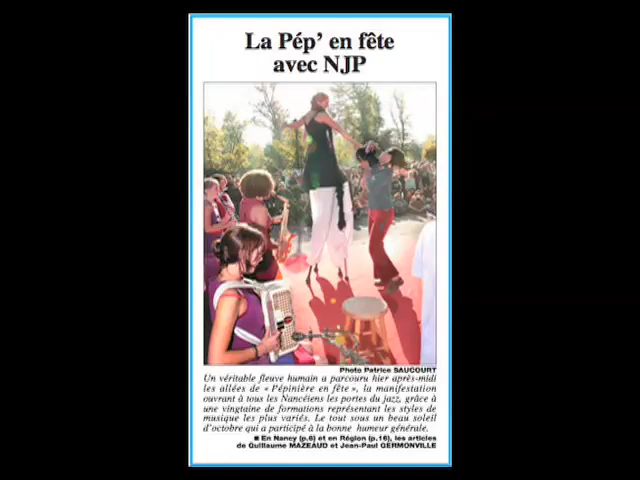 La Pép' en fête
avec NJP
Photo Patrice SAUCOURT
Un véritable fleuve humain a parcouru hier après-midi
les allées de « Pépinière en fête », la manifestation
ouvrant à tous les Nancéiens les portes du jazz, grâce à
une vingtaine de formations représentant les styles de
musique les plus variés. Le tout sous un beau soleil
d'octobre qui a participé à la bonne humeur générale.
■ En Nancy (p.6) et en Région (p.16), les articles
de Guillaume MAZEAUD et Jean-Paul GERMONVILLE